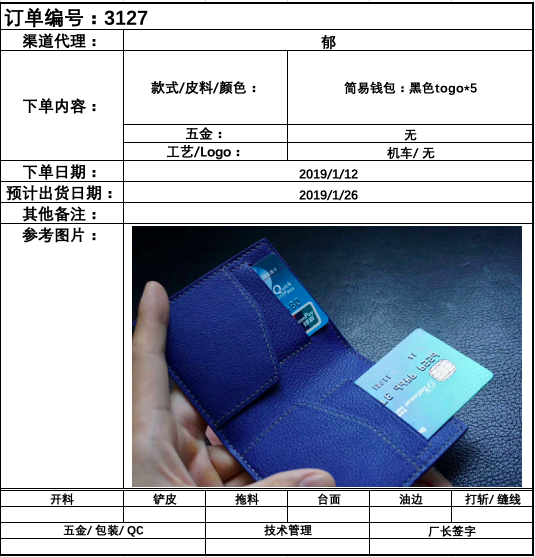 订单编号：3127
渠道代理： 郁
下单内容： 款式/皮料/颜色： 简易钱包：黑色togo*5
五金： 无
工艺/Logo： 机车/ 无
下单日期： 2019/1/12
预计出货日期： 2019/1/26
其他备注：
参考图片：
开料 铲皮 拖料 台面 油边 打斩/ 缝线
五金/ 包装/ QC 技术管理 厂长签字